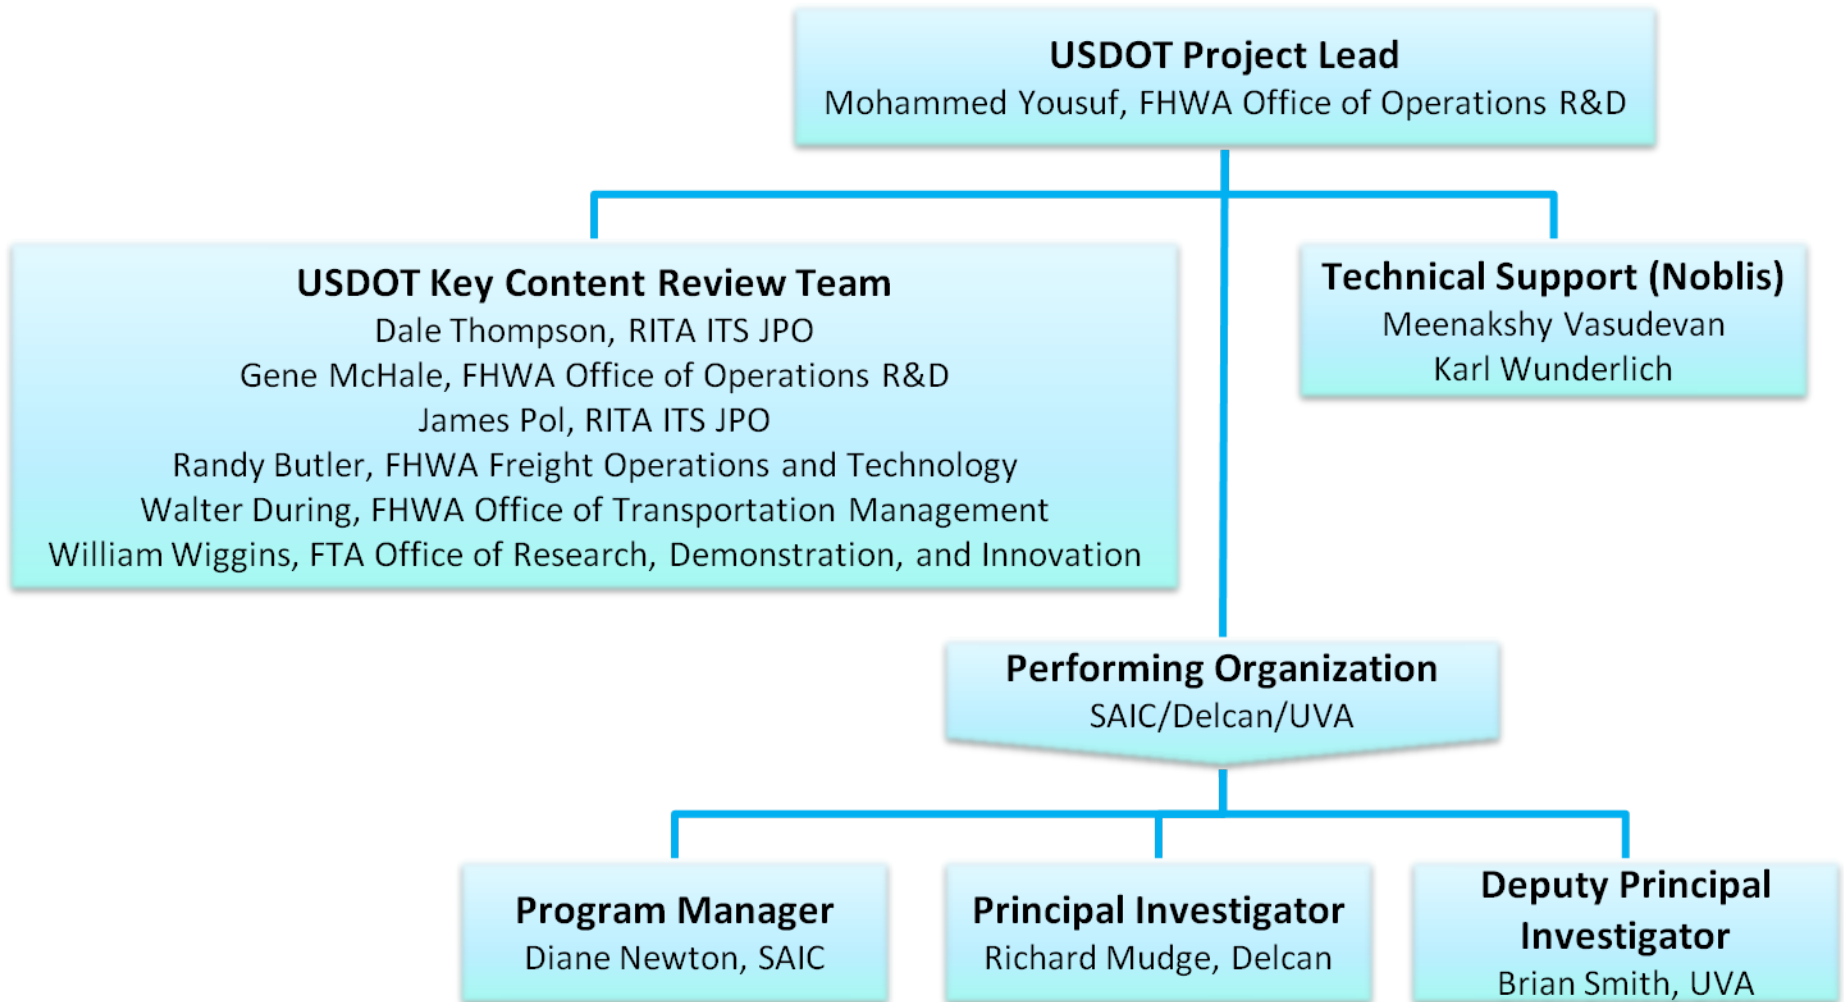 USDOT Project Lead
Mohammed Yousuf, FHWA Office of Operations R&D
USDOT Key Content Review Team
Dale Thompson, RITA ITS JPO
Gene McHale, FHWA Office of Operations R&D
James Pol, RITA ITS JPO
Randy Butler, FHWA Freight Operations and Technology
Walter During, FHWA Office of Transportation Management
William Wiggins, FTA Office of Research, Demonstration, and Innovation
Technical Support (Noblis)
Meenakshy Vasudevan
Karl Wunderlich
Performing Organization
SAIC/Delcan/UVA
Program Manager
Diane Newton, SAIC
Principal Investigator
Richard Mudge, Delcan
Deputy Principal
Investigator
Brian Smith, UVA